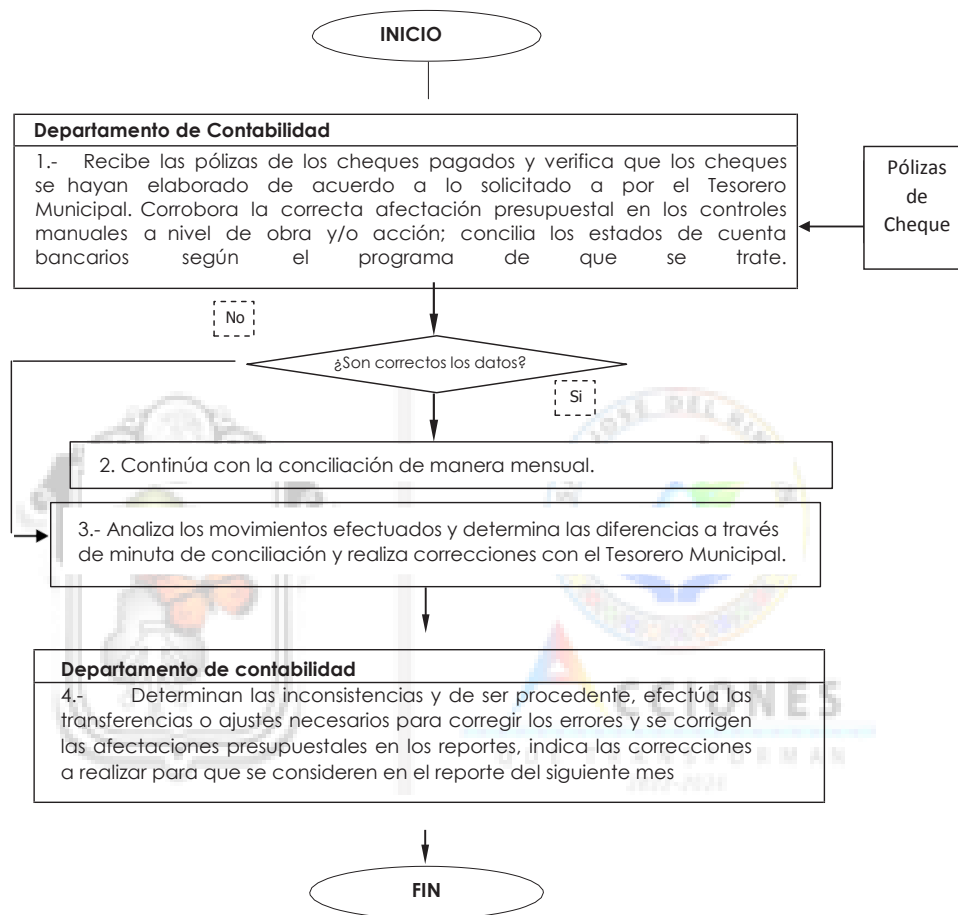 INICIO
Departamento de Contabilidad
1.- Recibe las pólizas de los cheques pagados y verifica que los cheques
se hayan elaborado de acuerdo a lo solicitado a por el Tesorero
Municipal. Corrobora la correcta afectación presupuestal en los controles
manuales a nivel de obra y/o acción; concilia los estados de cuenta
bancarios según el programa de que se trate.
Pólizas
de
Cheque
No
¿Son correctos los datos?
Si
2. Continúa con la conciliación de manera mensual.
3.- Analiza los movimientos efectuados y determina las diferencias a través
de minuta de conciliación y realiza correcciones con el Tesorero Municipal.
Departamento de contabilidad
4.- Determinan las inconsistencias y de ser procedente, efectúa las
transferencias o ajustes necesarios para corregir los errores y se corrigen
las afectaciones presupuestales en los reportes, indica las correcciones
a realizar para que se consideren en el reporte del siguiente mes
JOSE DEL
ACCIONES
QUE TRANSFORMAN
FIN